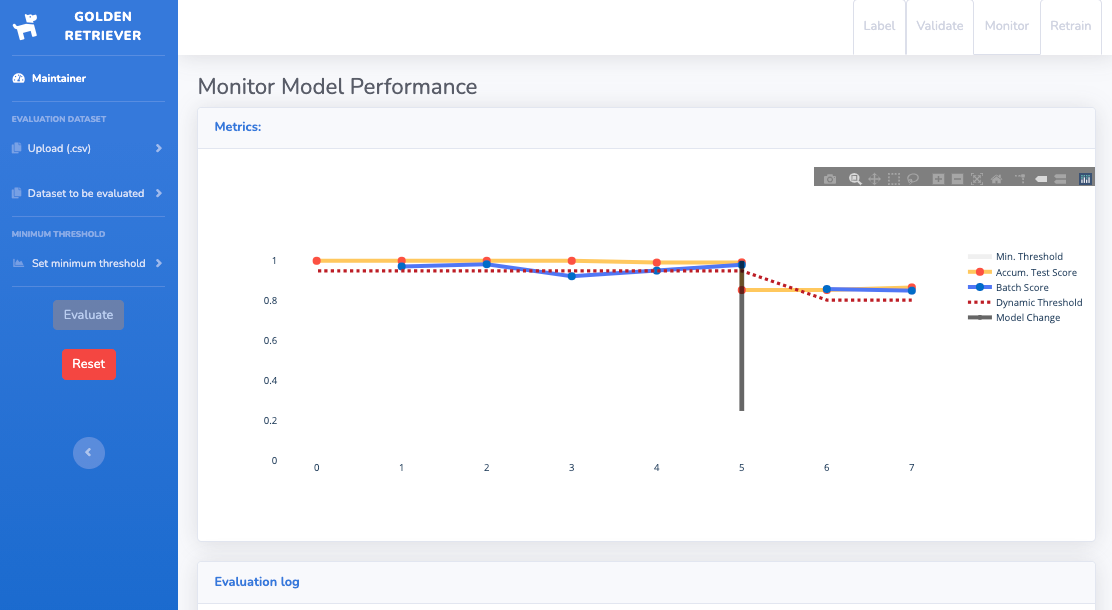 GOLDEN
RETRIEVER
Label
Validate
Monitor
Retrain
Maintainer
EVALUATION DATASET
Upload (.csv)
Dataset to be evaluated
MINIMUM THRESHOLD
Set minimum threshold
Evaluate
Reset
Monitor Model Performance
Metrics:
1
0.8
0.6
0.4
0.2
0
0 1 2 3 4 5 6 7
Min. Threshold
Accum. Test Score
Batch Score
Dynamic Threshold
Model Change
Evaluation log